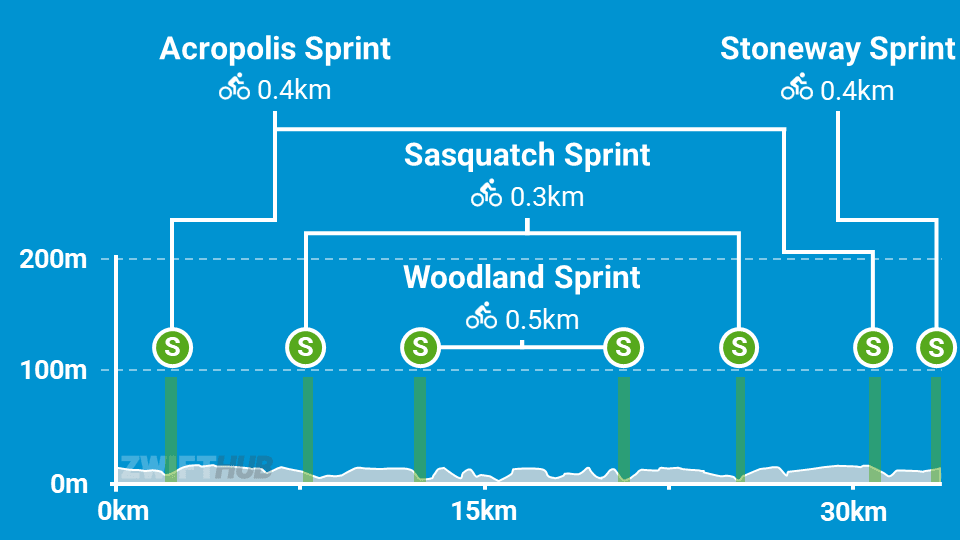 Acropolis Sprint
0.4km
Stoneway Sprint
0.4km
Sasquatch Sprint
0.3km
200m
Woodland Sprint
0.5km
S S S S S S S
100m
ZWIFTHUB
0m
0km 15km 30km